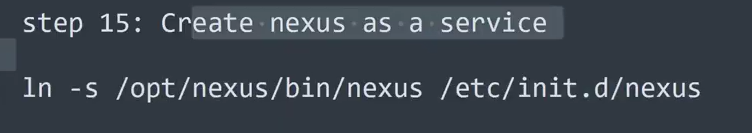 step 15: Create nexus as a service
ln -s /opt/nexus/bin/nexus /etc/init.d/nexus